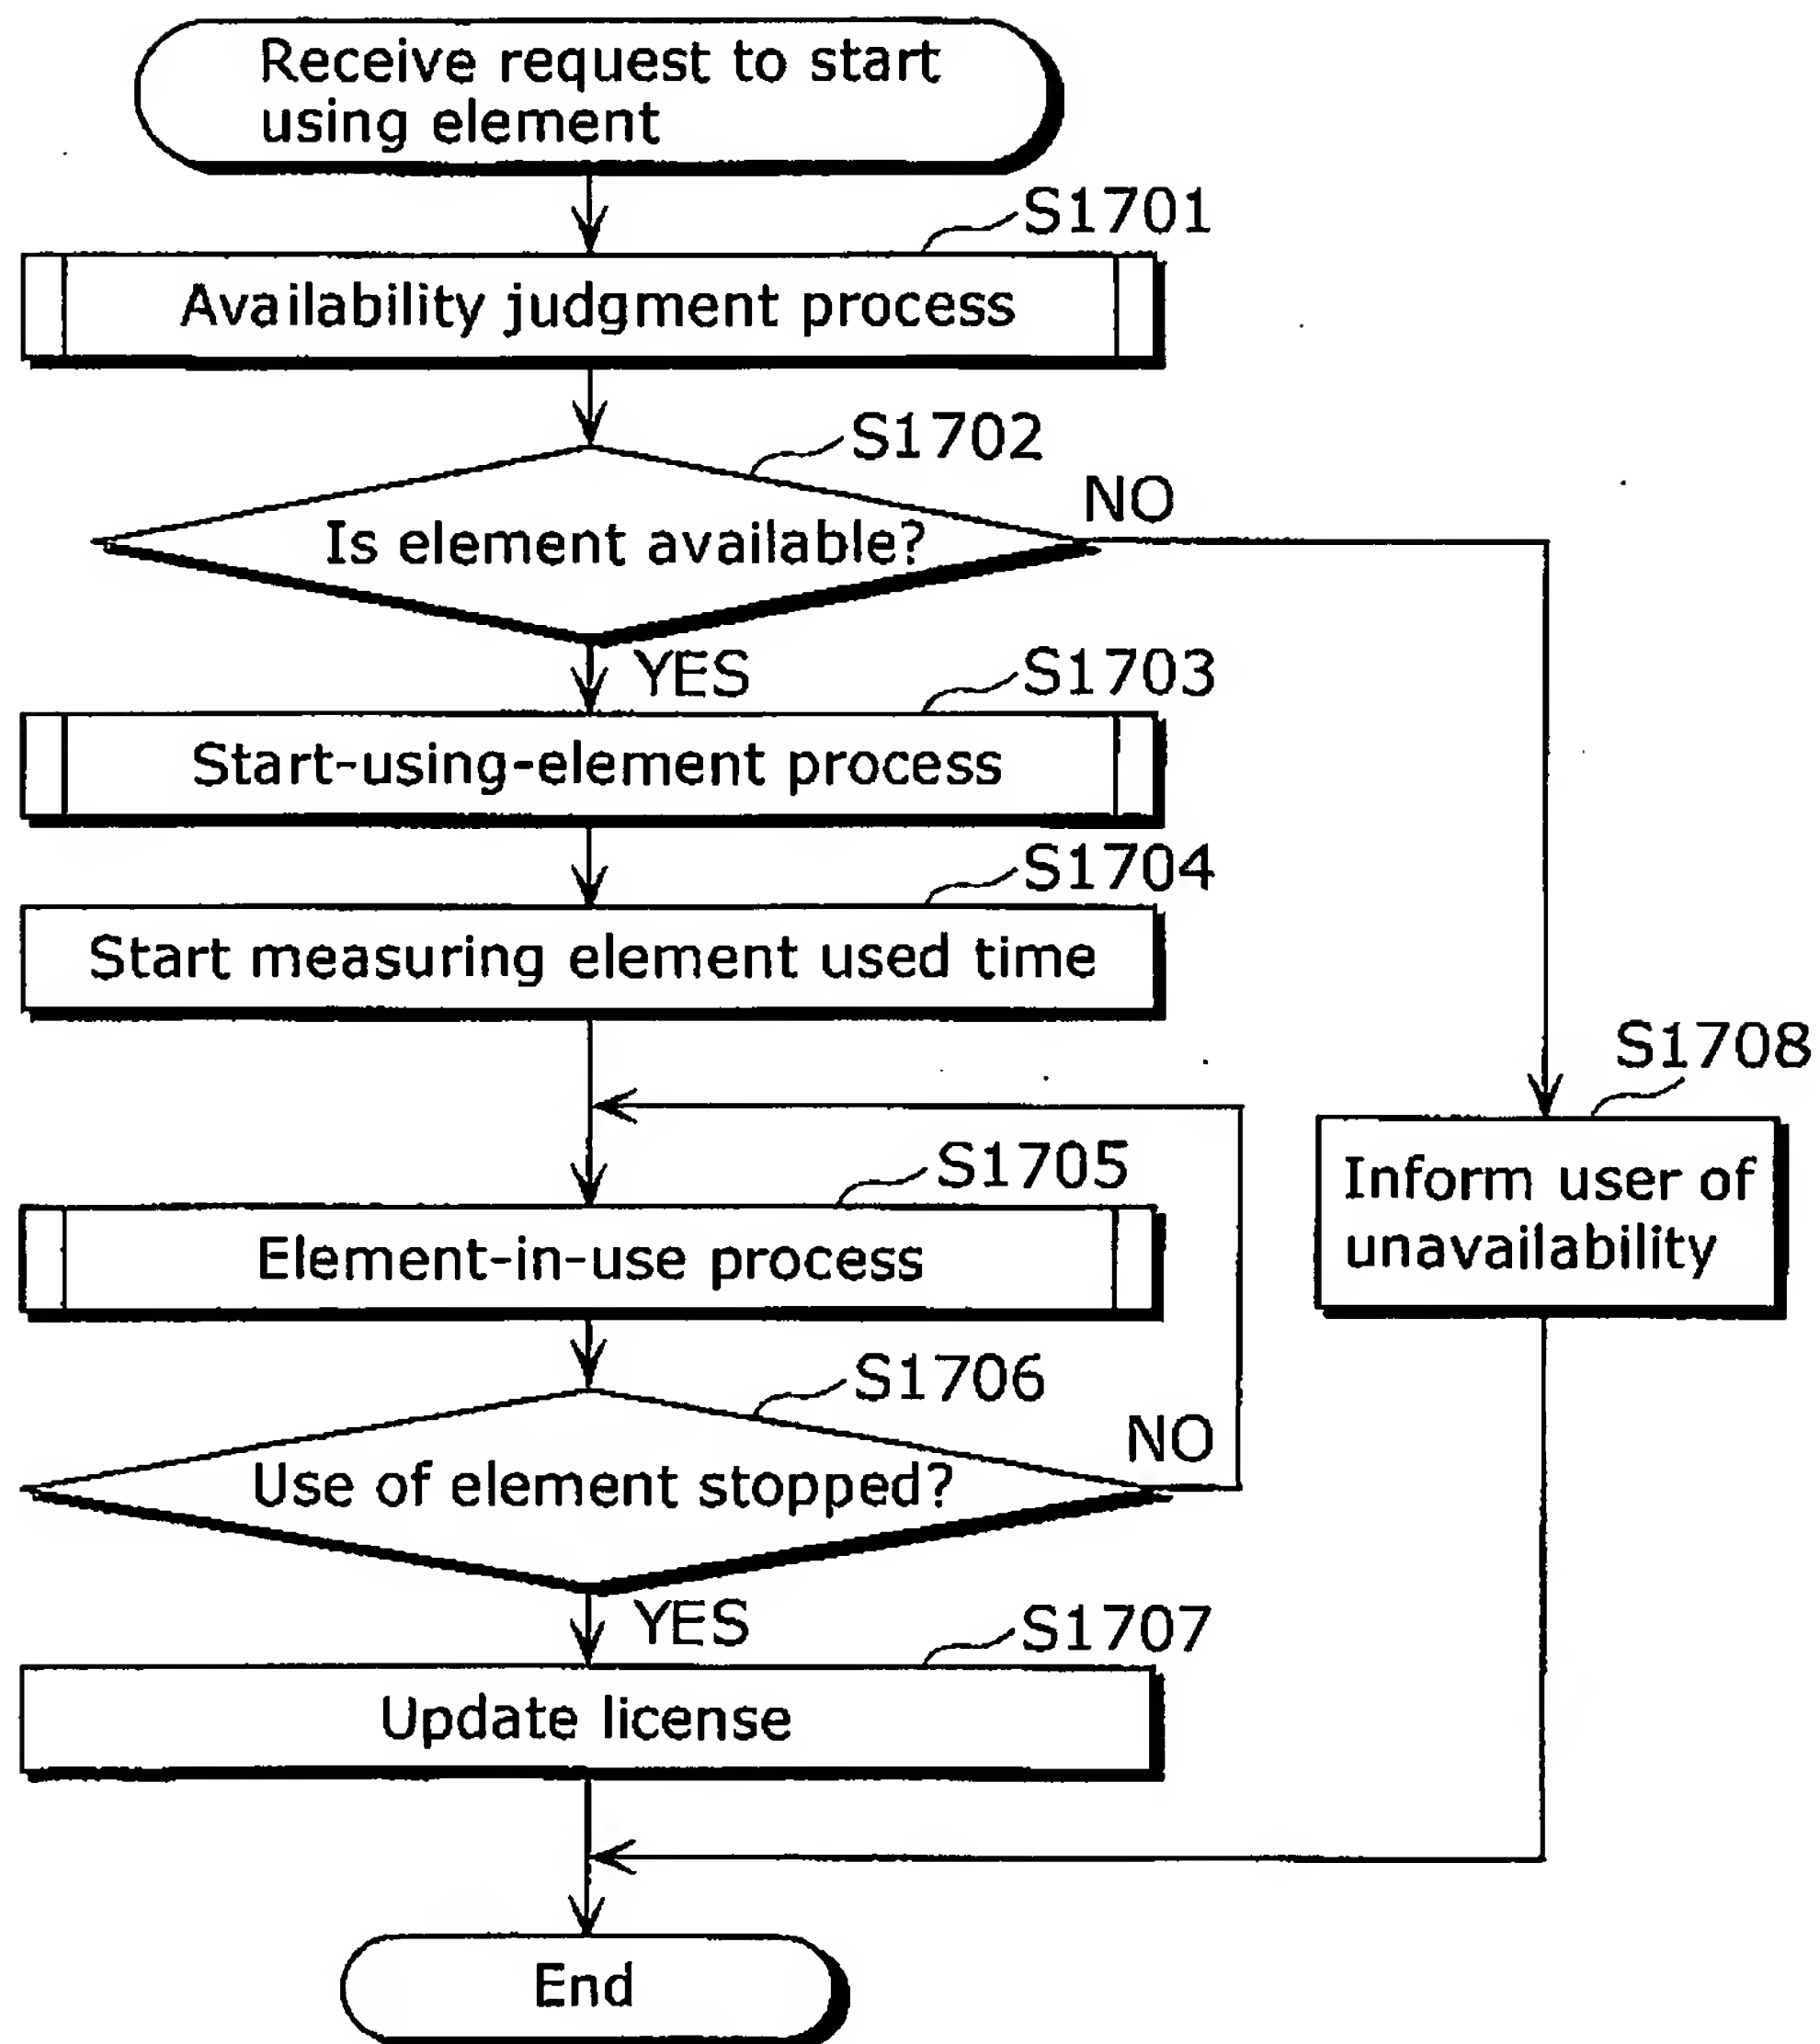 Receive request to start
using element
S1701
Availability judgment process
S1702
Is element available?
NO
YES
S1703
Start-using-element process
S1704
Start measuring element used time
S1708
Inform user of
unavailability
S1705
Element-in-use process
S1706
Use of element stopped?
NO
YES
S1707
Update license
End